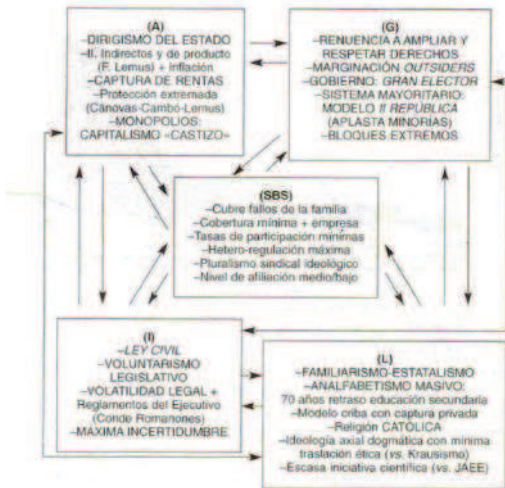 (A)
–DIRIGISMO DEL ESTADO
–II. Indirectos y de producto
(F. Lemus) + Inflación
–CAPTURA DE RENTAS
–Protección extremada
(Cánovas-Cambó-Lemus)
–MONOPOLIOS:
CAPITALISMO «CASTIZO»
(G)
–RENUENCIA A AMPLIAR Y
RESPETAR DERECHOS
–MARGINACIÓN OUTSIDERS
–GOBIERNO: GRAN ELECTOR
–SISTEMA MAYORITARIO:
MODELO II REPÚBLICA
(APLASTA MINORÍAS)
–BLOQUES EXTREMOS
(SBS)
–Cubre fallos de la familia
–Cobertura mínima + empresa
–Tasas de participación mínimas
–Hetero-regulación máxima
–Pluralismo sindical ideológico
–Nivel de afiliación medio/bajo
(I)
–LEY CIVIL
–VOLUNTARISMO
LEGISLATIVO
–VOLATILIDAD LEGAL +
Reglamentos del Ejecutivo
(Conde Romanones)
–MÁXIMA INCERTIDUMBRE
(L)
–FAMILIARISMO-ESTATALISMO
–ANALFABETISMO MASIVO:
70 años retraso educación secundaria
–Modelo criba con captura privada
–Religión CATÓLICA
–Ideología axial dogmática con mínima
traslación ética (vs. Krausismo)
–Escasa iniciativa científica (vs. JAEE)